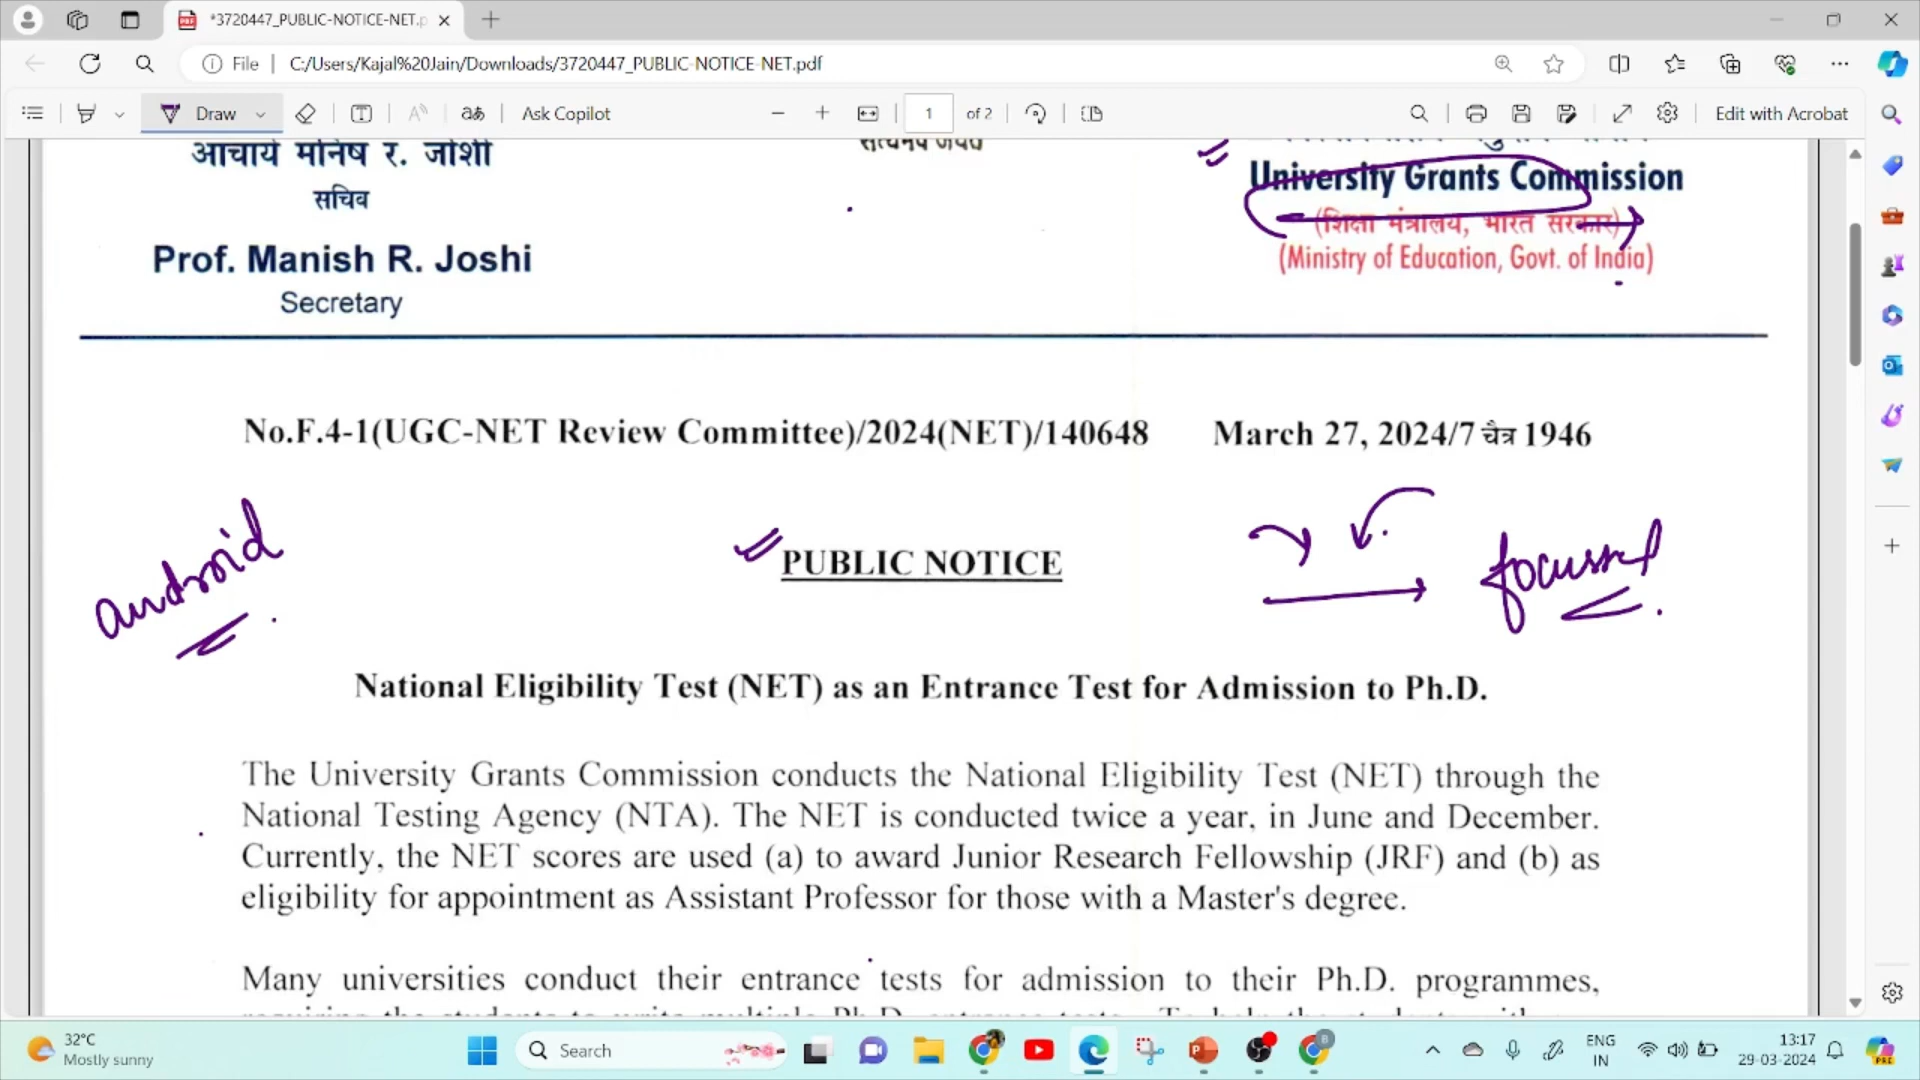 *3720447_PUBLIC-NOTICE-NET.p
File
C:/Users/Kajal%20Jain/Downloads/3720447_PUBLIC-NOTICE-NET.pdf
Draw
Ask Copilot
1
of 2
Edit with Acrobat
आचार्य मनिष र. जोशी
सचिव
Prof. Manish R. Joshi
Secretary
सत्यमेव जयते
University Grants Commission
(शिक्षा मंत्रालय, भारत सरकार)
(Ministry of Education, Govt. of India)
No.F.4-1(UGC-NET Review Committee)/2024(NET)/140648 March 27, 2024/7 चैत्र 1946
android
PUBLIC NOTICE
focussed
National Eligibility Test (NET) as an Entrance Test for Admission to Ph.D.
The University Grants Commission conducts the National Eligibility Test (NET) through the
National Testing Agency (NTA). The NET is conducted twice a year, in June and December.
Currently, the NET scores are used (a) to award Junior Research Fellowship (JRF) and (b) as
eligibility for appointment as Assistant Professor for those with a Master's degree.
Many universities conduct their entrance tests for admission to their Ph.D. programmes,
32°C
Mostly sunny
Search
ENG
IN
13:17
29-03-2024